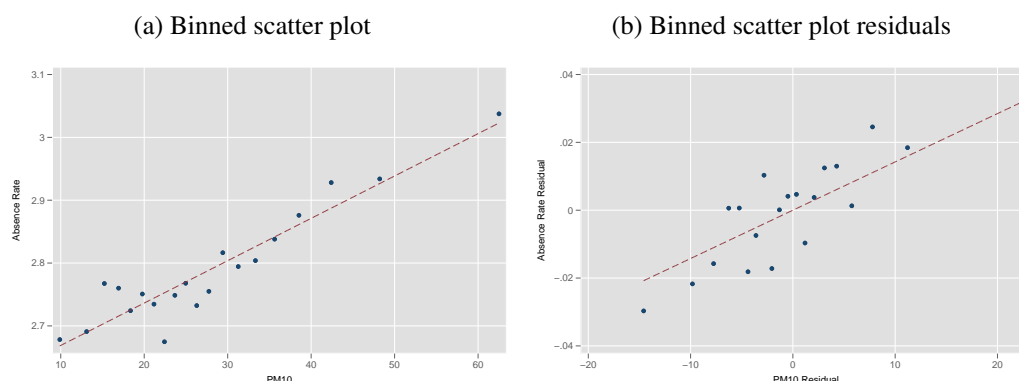 (a) Binned scatter plot
3.1
3
2.9
2.8
2.7
Absence Rate
10 20 30 40 50 60
PM10
(b) Binned scatter plot residuals
.04
.02
0
-.02
-.04
Absence Rate Residual
-20 -10 0 10 20
PM10 Residual